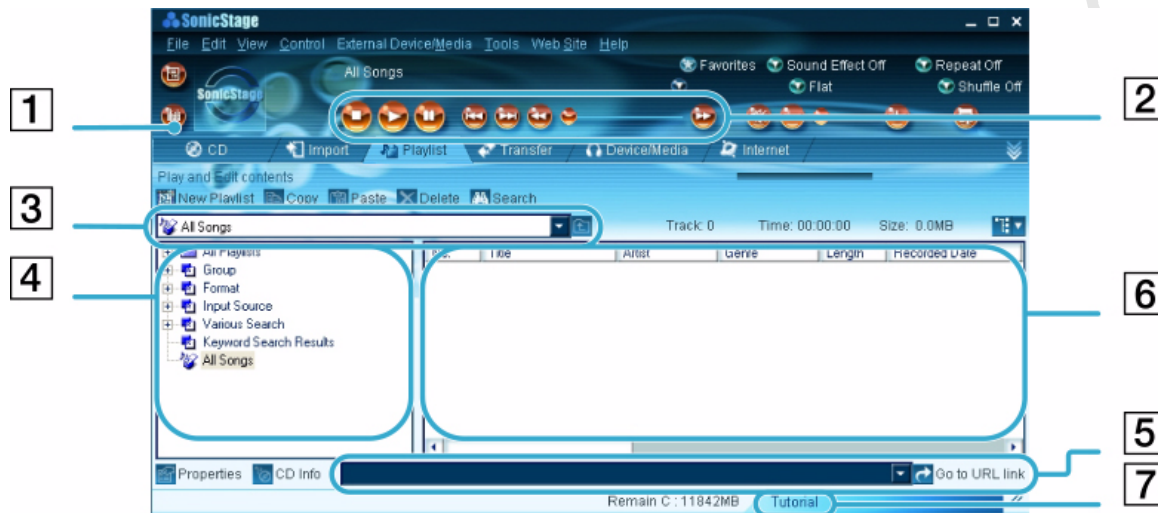 SonicStage
File Edit View Control External Device/Media Tools Web Site Help
All Songs
Favorites Sound Effect Off Repeat Off
SonicStage
Flat Shuffle Off
1
2
CD Import Playlist Transfer Device/Media Internet
Play and Edit contents
New Playlist Copy Paste Delete Search
3
All Songs
Track: 0 Time: 00:00:00 Size: 0.0MB
All Playlists
No. Title Artist Genre Length Recorded Date
4
Group
Format
Input Source
Various Search
Keyword Search Results
All Songs
6
5
Properties CD Info
Go to URL link
Remain C : 11842MB Tutorial
7